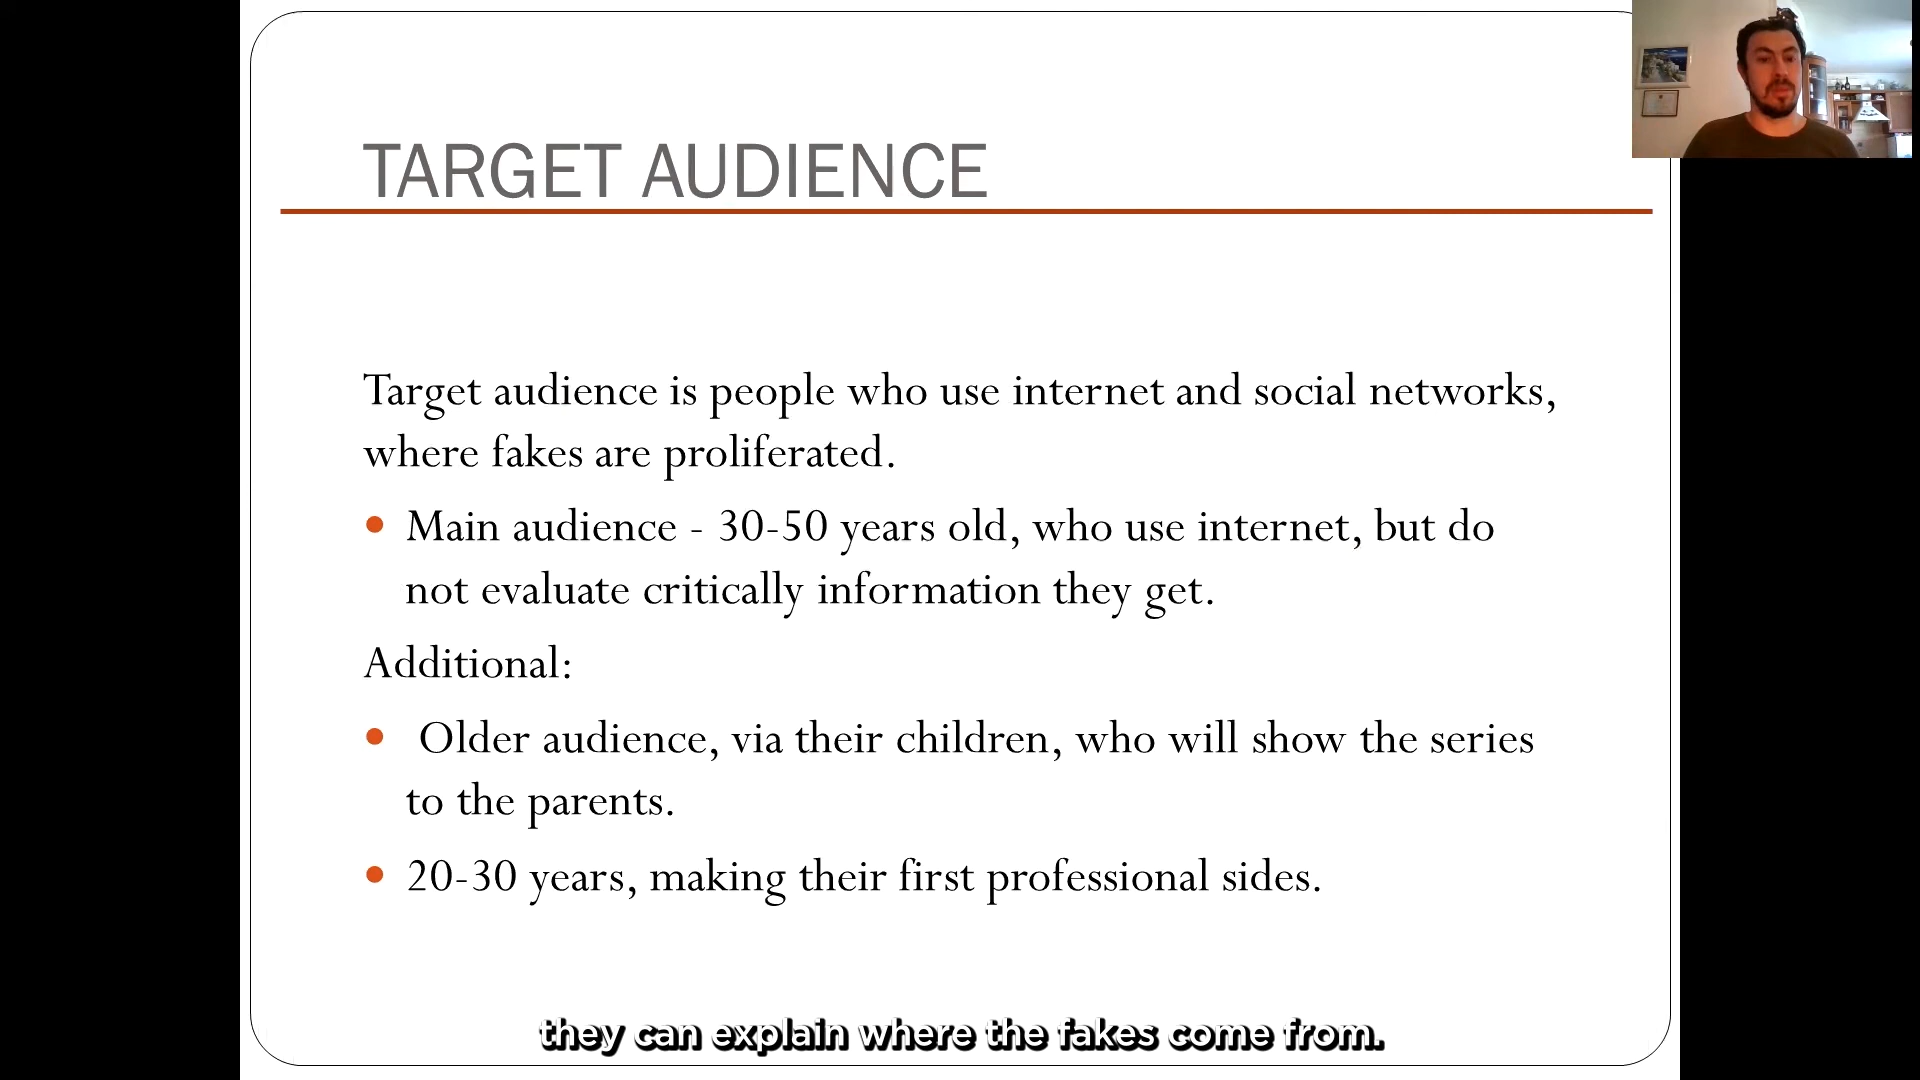 TARGET AUDIENCE
Target audience is people who use internet and social networks,
where fakes are proliferated.
• Main audience - 30-50 years old, who use internet, but do
not evaluate critically information they get.
Additional:
• Older audience, via their children, who will show the series
to the parents.
• 20-30 years, making their first professional sides.
they can explain where the fakes come from.